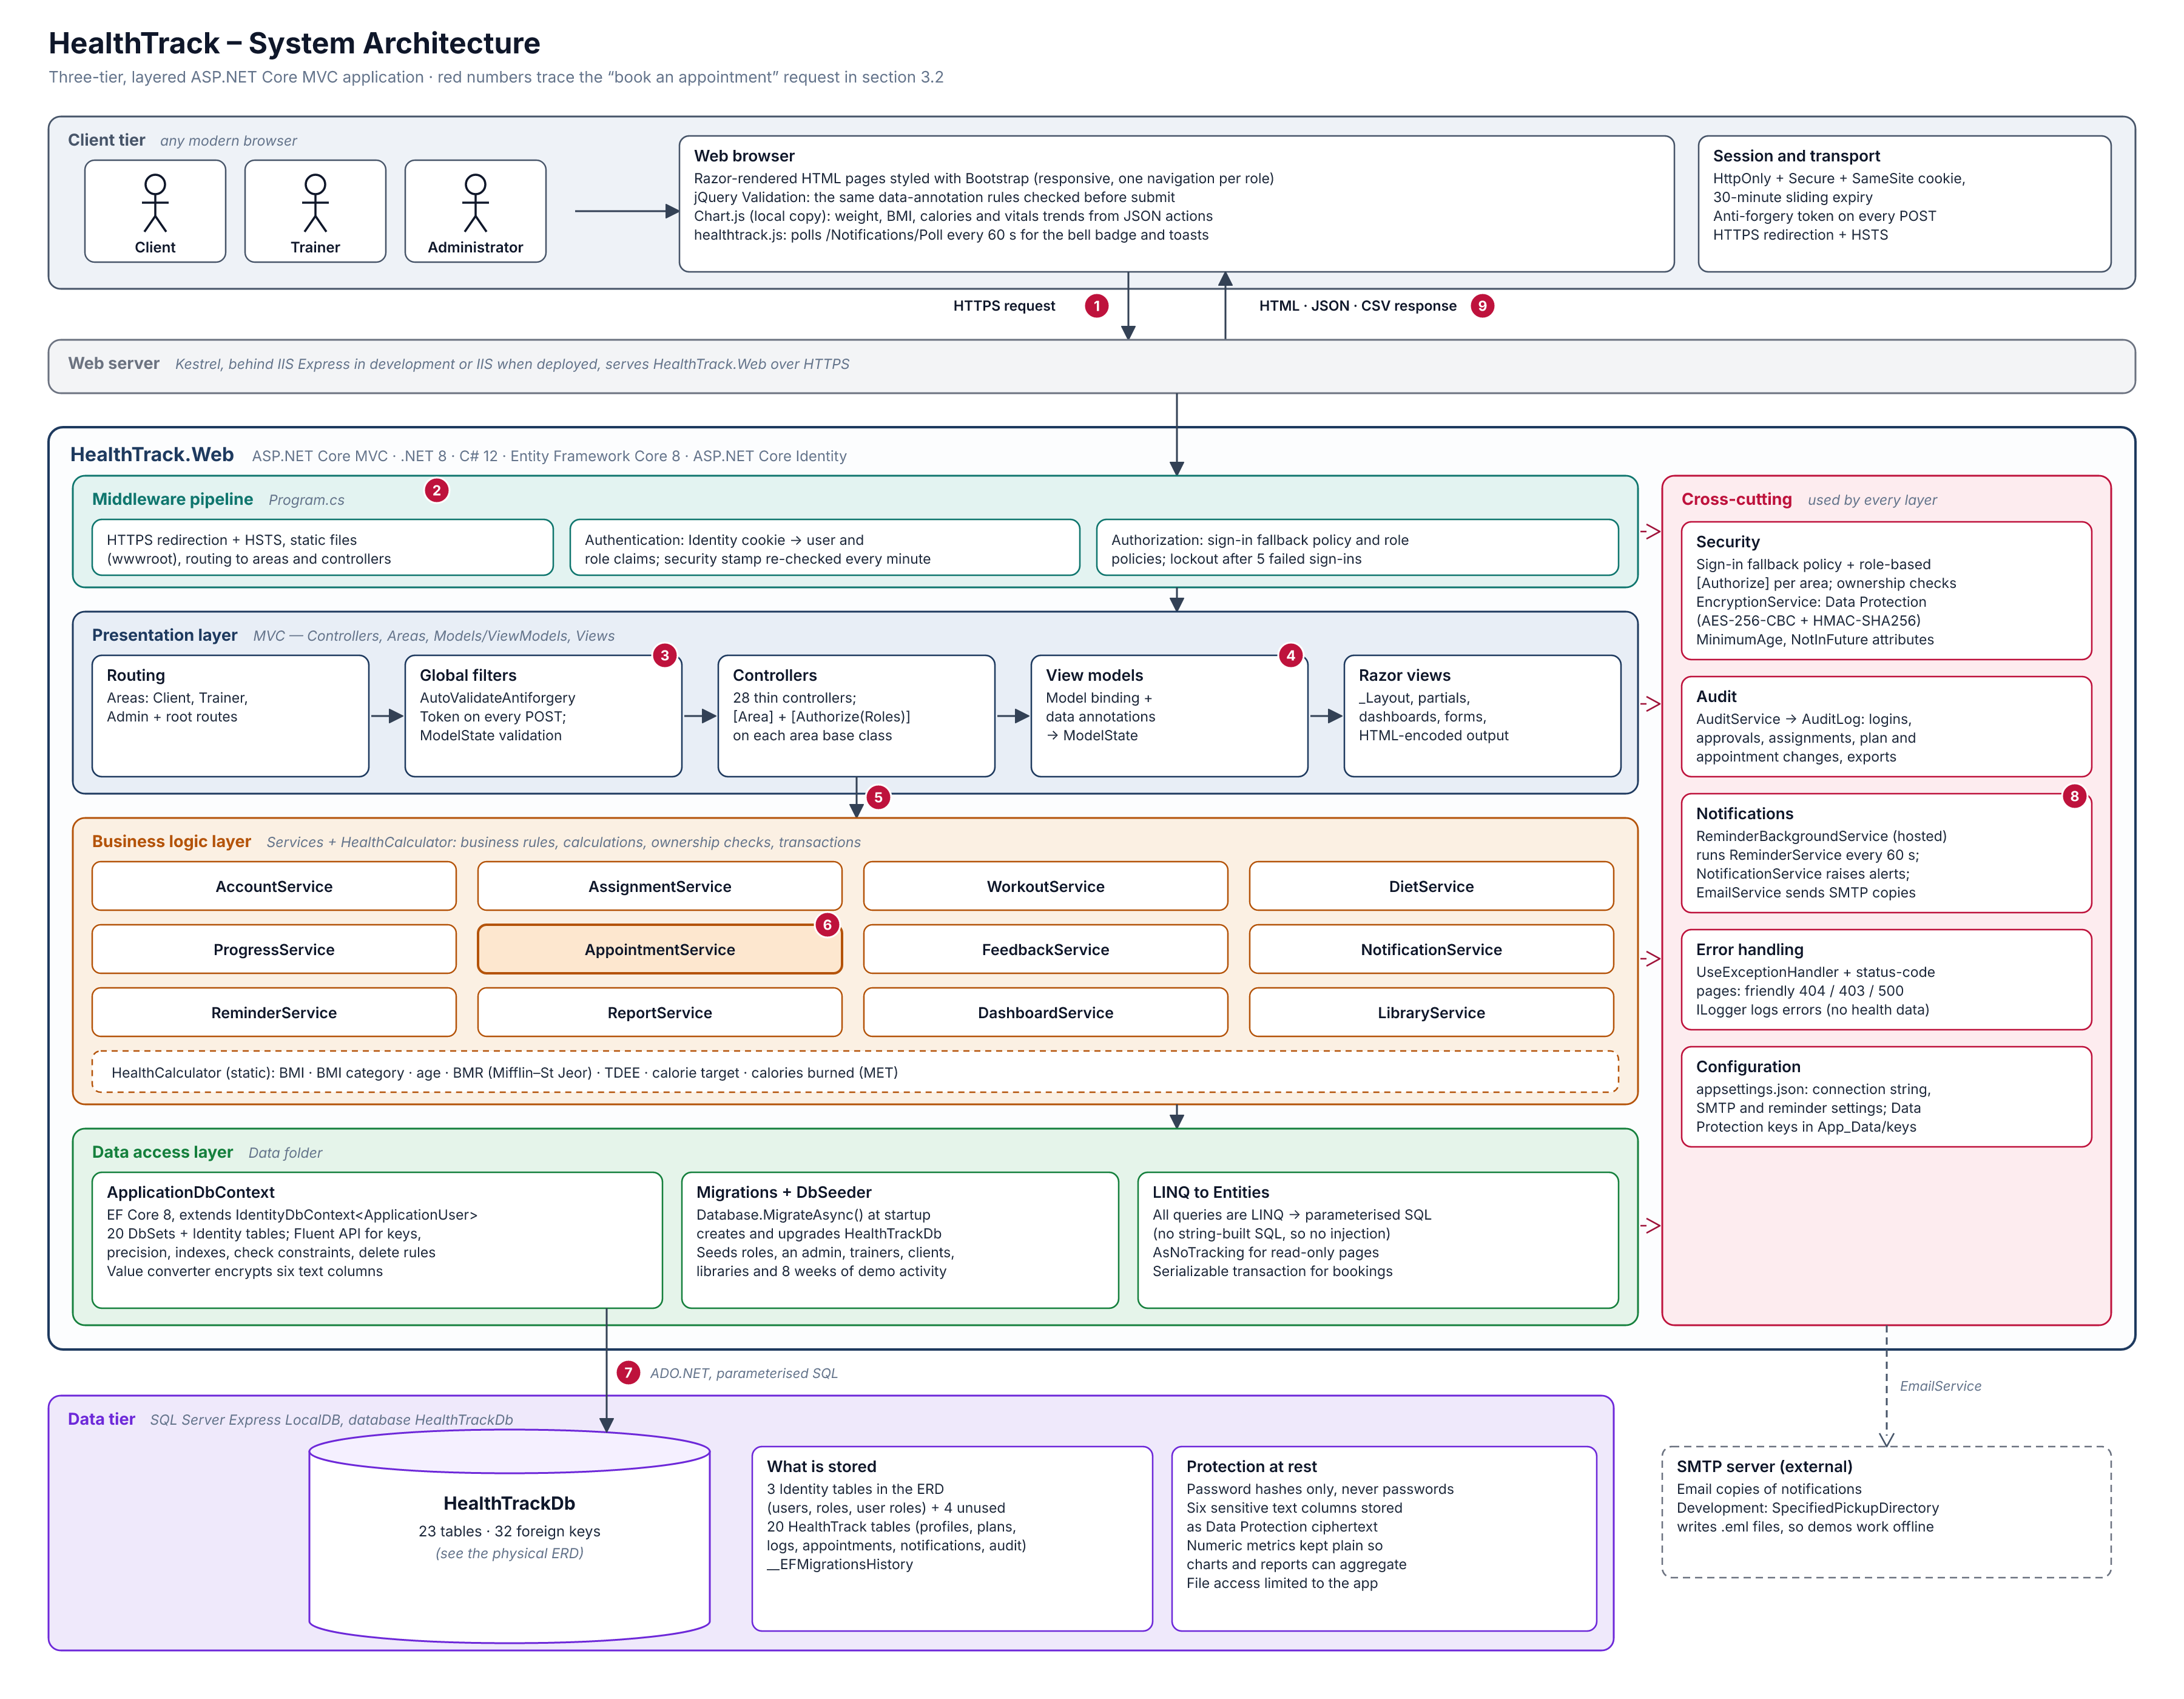 HealthTrack – System Architecture
Three-tier, layered ASP.NET Core MVC application · red numbers trace the “book an appointment” request in section 3.2
Client tier any modern browser
Client
Trainer
Administrator
Web browser
Razor-rendered HTML pages styled with Bootstrap (responsive, one navigation per role)
jQuery Validation: the same data-annotation rules checked before submit
Chart.js (local copy): weight, BMI, calories and vitals trends from JSON actions
healthtrack.js: polls /Notifications/Poll every 60 s for the bell badge and toasts
Session and transport
HttpOnly + Secure + SameSite cookie,
30-minute sliding expiry
Anti-forgery token on every POST
HTTPS redirection + HSTS
HTTPS request 1
HTML · JSON · CSV response 9
Web server Kestrel, behind IIS Express in development or IIS when deployed, serves HealthTrack.Web over HTTPS
HealthTrack.Web ASP.NET Core MVC · .NET 8 · C# 12 · Entity Framework Core 8 · ASP.NET Core Identity
Middleware pipeline Program.cs 2
HTTPS redirection + HSTS, static files
(wwwroot), routing to areas and controllers
Authentication: Identity cookie → user and
role claims; security stamp re-checked every minute
Authorization: sign-in fallback policy and role
policies; lockout after 5 failed sign-ins
Presentation layer MVC — Controllers, Areas, Models/ViewModels, Views
Routing
Areas: Client, Trainer,
Admin + root routes
3
Global filters
AutoValidateAntiforgery
Token on every POST;
ModelState validation
Controllers
28 thin controllers;
[Area] + [Authorize(Roles)]
on each area base class
4
View models
Model binding +
data annotations
→ ModelState
Razor views
_Layout, partials,
dashboards, forms,
HTML-encoded output
5
Business logic layer Services + HealthCalculator: business rules, calculations, ownership checks, transactions
AccountService
AssignmentService
WorkoutService
DietService
ProgressService
AppointmentService
6
FeedbackService
NotificationService
ReminderService
ReportService
DashboardService
LibraryService
HealthCalculator (static): BMI · BMI category · age · BMR (Mifflin–St Jeor) · TDEE · calorie target · calories burned (MET)
Data access layer Data folder
ApplicationDbContext
EF Core 8, extends IdentityDbContext<ApplicationUser>
20 DbSets + Identity tables; Fluent API for keys,
precision, indexes, check constraints, delete rules
Value converter encrypts six text columns
Migrations + DbSeeder
Database.MigrateAsync() at startup
creates and upgrades HealthTrackDb
Seeds roles, an admin, trainers, clients,
libraries and 8 weeks of demo activity
LINQ to Entities
All queries are LINQ → parameterised SQL
(no string-built SQL, so no injection)
AsNoTracking for read-only pages
Serializable transaction for bookings
Cross-cutting used by every layer
Security
Sign-in fallback policy + role-based
[Authorize] per area; ownership checks
EncryptionService: Data Protection
(AES-256-CBC + HMAC-SHA256)
MinimumAge, NotInFuture attributes
Audit
AuditService → AuditLog: logins,
approvals, assignments, plan and
appointment changes, exports
8
Notifications
ReminderBackgroundService (hosted)
runs ReminderService every 60 s;
NotificationService raises alerts;
EmailService sends SMTP copies
Error handling
UseExceptionHandler + status-code
pages: friendly 404 / 403 / 500
ILogger logs errors (no health data)
Configuration
appsettings.json: connection string,
SMTP and reminder settings; Data
Protection keys in App_Data/keys
7 ADO.NET, parameterised SQL
EmailService
Data tier SQL Server Express LocalDB, database HealthTrackDb
HealthTrackDb
23 tables · 32 foreign keys
(see the physical ERD)
What is stored
3 Identity tables in the ERD
(users, roles, user roles) + 4 unused
20 HealthTrack tables (profiles, plans,
logs, appointments, notifications, audit)
__EFMigrationsHistory
Protection at rest
Password hashes only, never passwords
Six sensitive text columns stored
as Data Protection ciphertext
Numeric metrics kept plain so
charts and reports can aggregate
File access limited to the app
SMTP server (external)
Email copies of notifications
Development: SpecifiedPickupDirectory
writes .eml files, so demos work offline